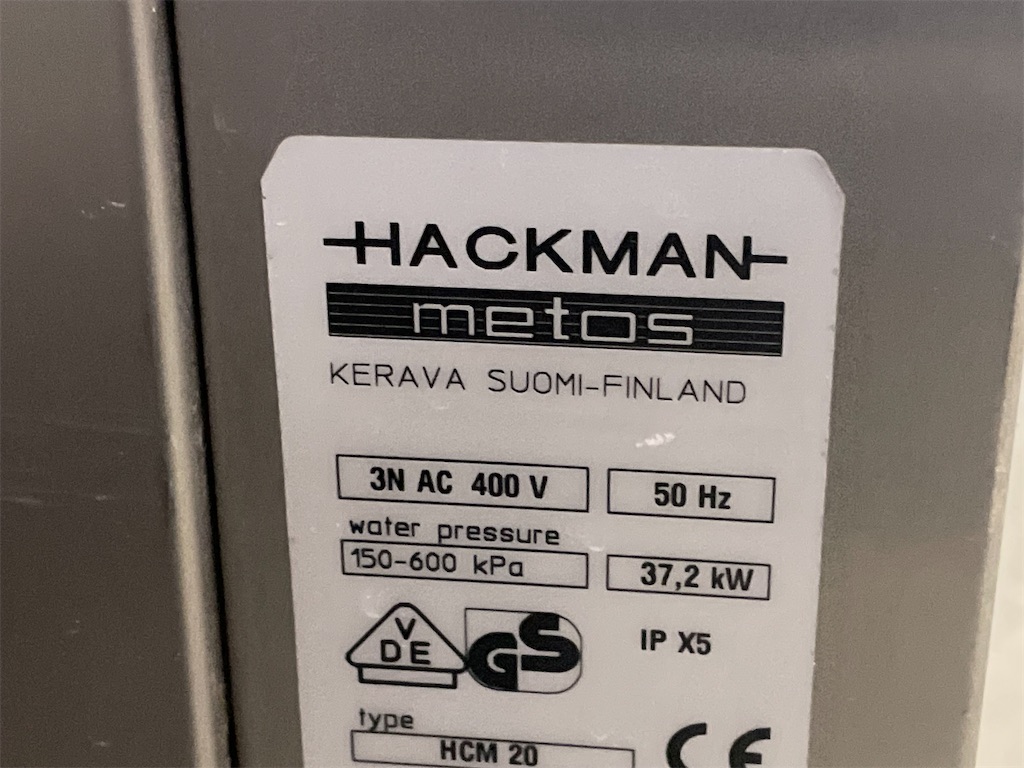 HACKMAN
metos
KERAVA SUOMI-FINLAND
3N AC 400 V 50 Hz
water pressure
150-600 kPa 37,2 kW
VDE GS IP X5
type
HCM 20 CE